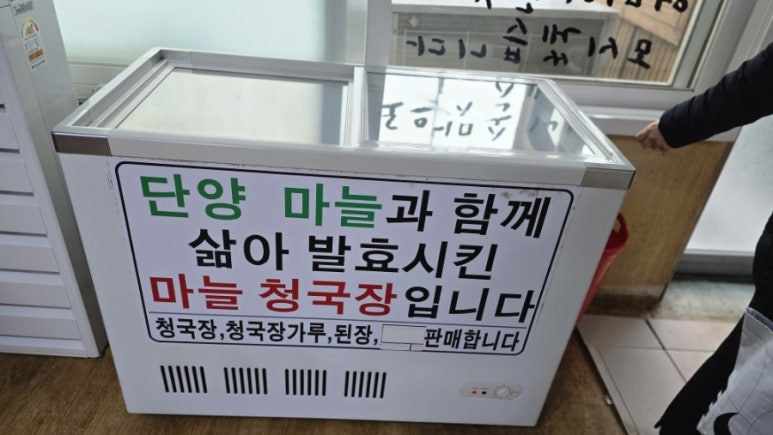 단양 마늘과 함께
삶아 발효시킨
마늘 청국장입니다
청국장,청국장가루,된장, 판매합니다